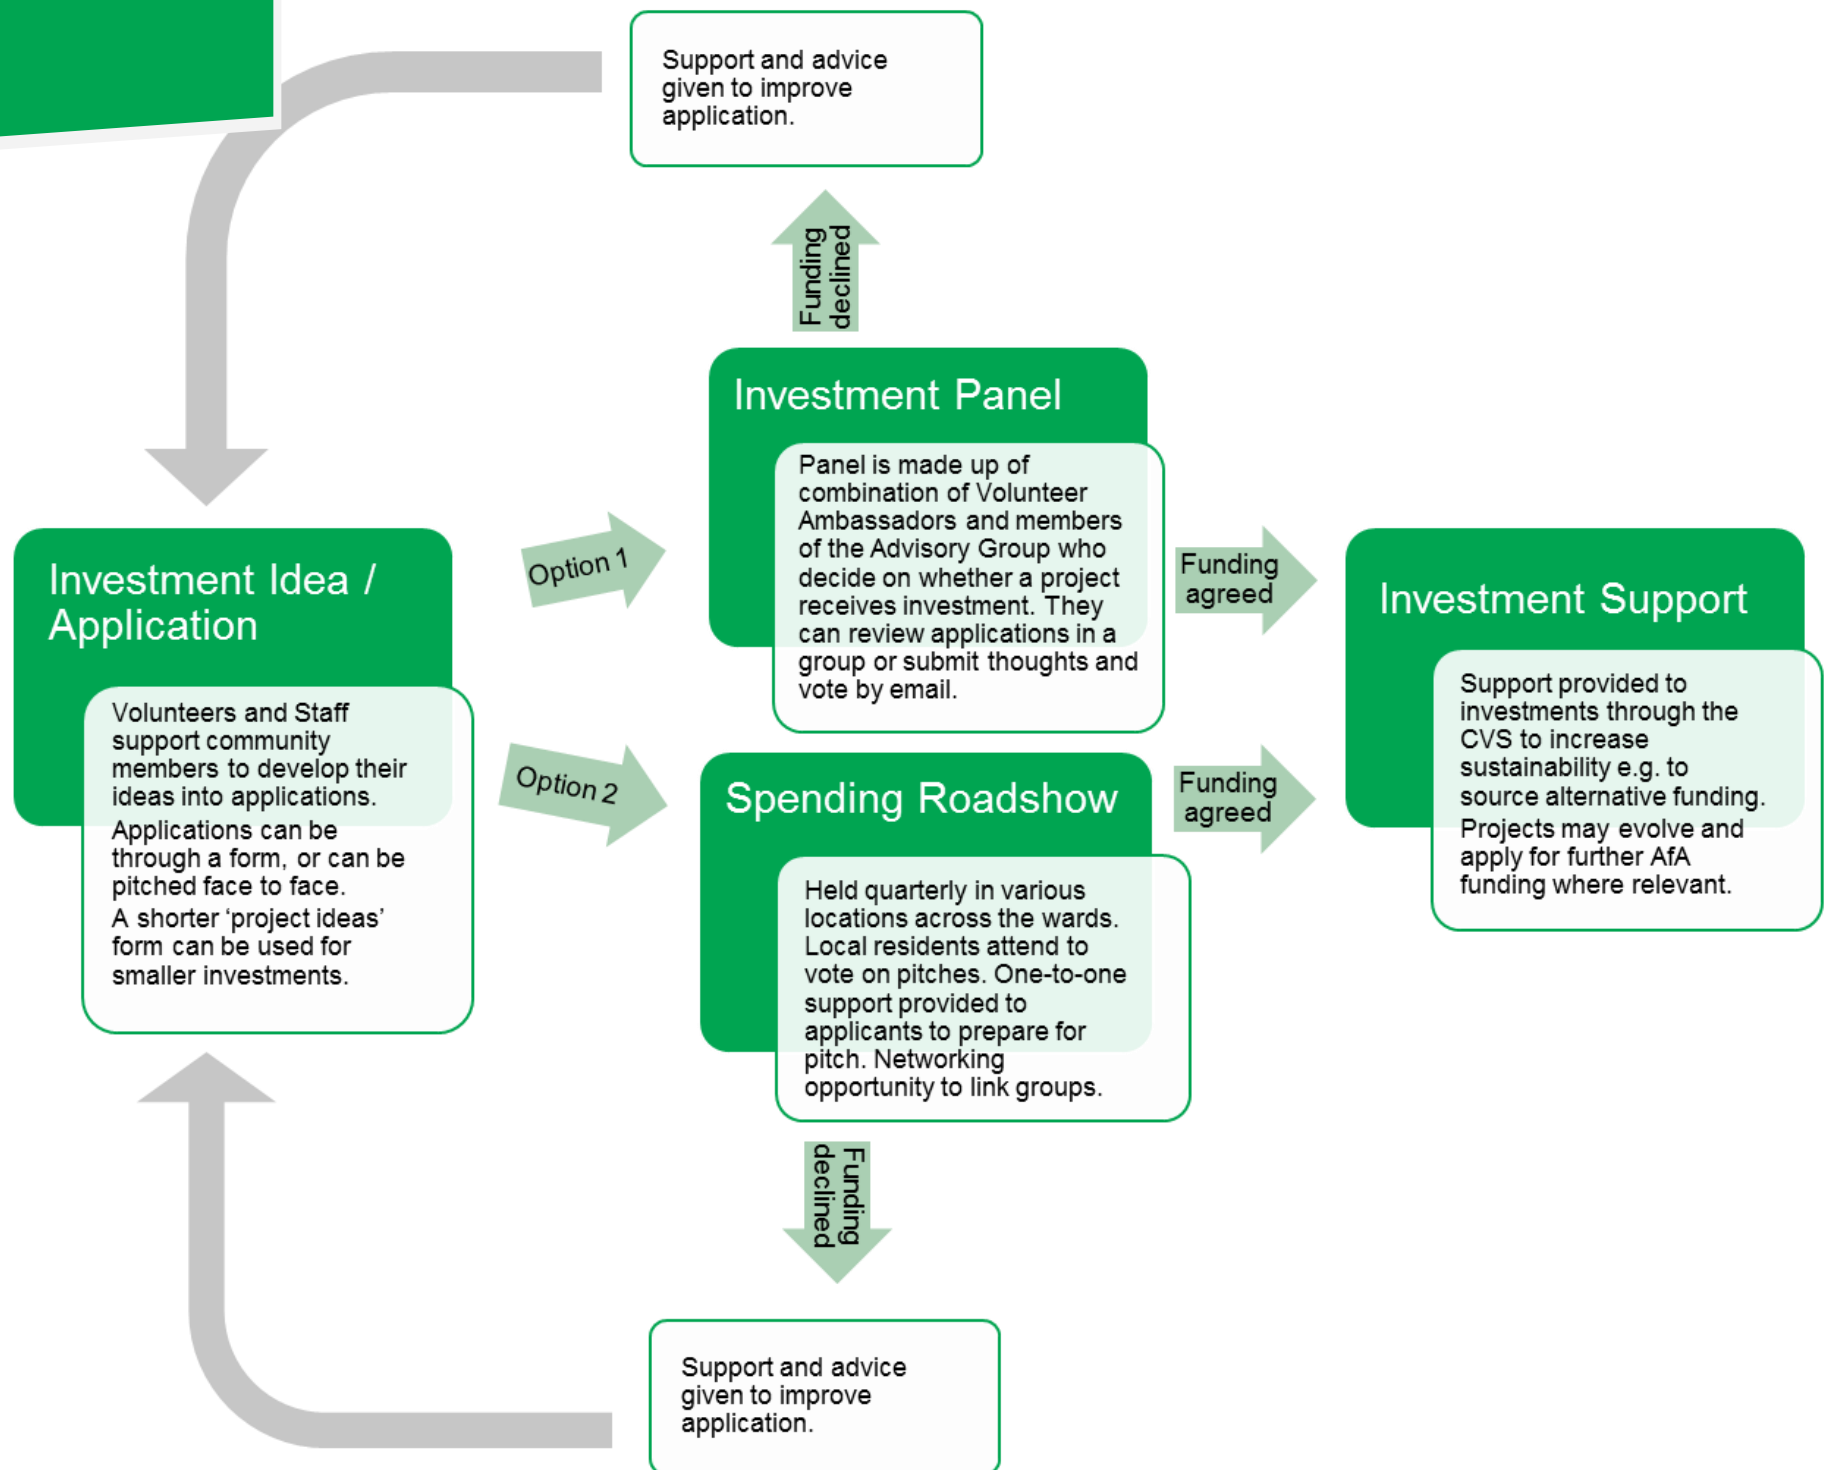 Support and advice
given to improve
application.
Funding
declined
Investment Panel
Panel is made up of
combination of Volunteer
Ambassadors and members
of the Advisory Group who
decide on whether a project
receives investment. They
can review applications in a
group or submit thoughts and
vote by email.
Investment Idea /
Application
Volunteers and Staff
support community
members to develop their
ideas into applications.
Applications can be
through a form, or can be
pitched face to face.
A shorter ‘project ideas’
form can be used for
smaller investments.
Option 1
Option 2
Funding
agreed
Funding
agreed
Investment Support
Support provided to
investments through the
CVS to increase
sustainability e.g. to
source alternative funding.
Projects may evolve and
apply for further AfA
funding where relevant.
Spending Roadshow
Held quarterly in various
locations across the wards.
Local residents attend to
vote on pitches. One-to-one
support provided to
applicants to prepare for
pitch. Networking
opportunity to link groups.
Funding
declined
Support and advice
given to improve
application.